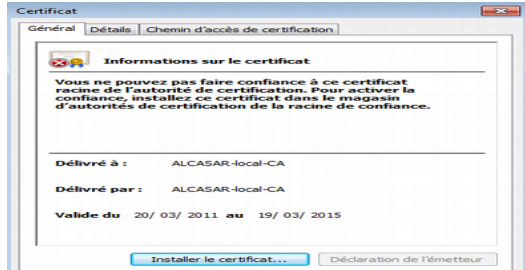 Certificat
Général Détails Chemin d'accès de certification
Informations sur le certificat
Vous ne pouvez pas faire confiance à ce certificat
racine de l'autorité de certification. Pour activer la
confiance, installez ce certificat dans le magasin
d'autorités de certification de la racine de confiance.
Délivré à : ALCASAR-local-CA
Délivré par : ALCASAR-local-CA
Valide du 20/ 03/ 2011 au 19/ 03/ 2015
Installer le certificat... Déclaration de l'émetteur